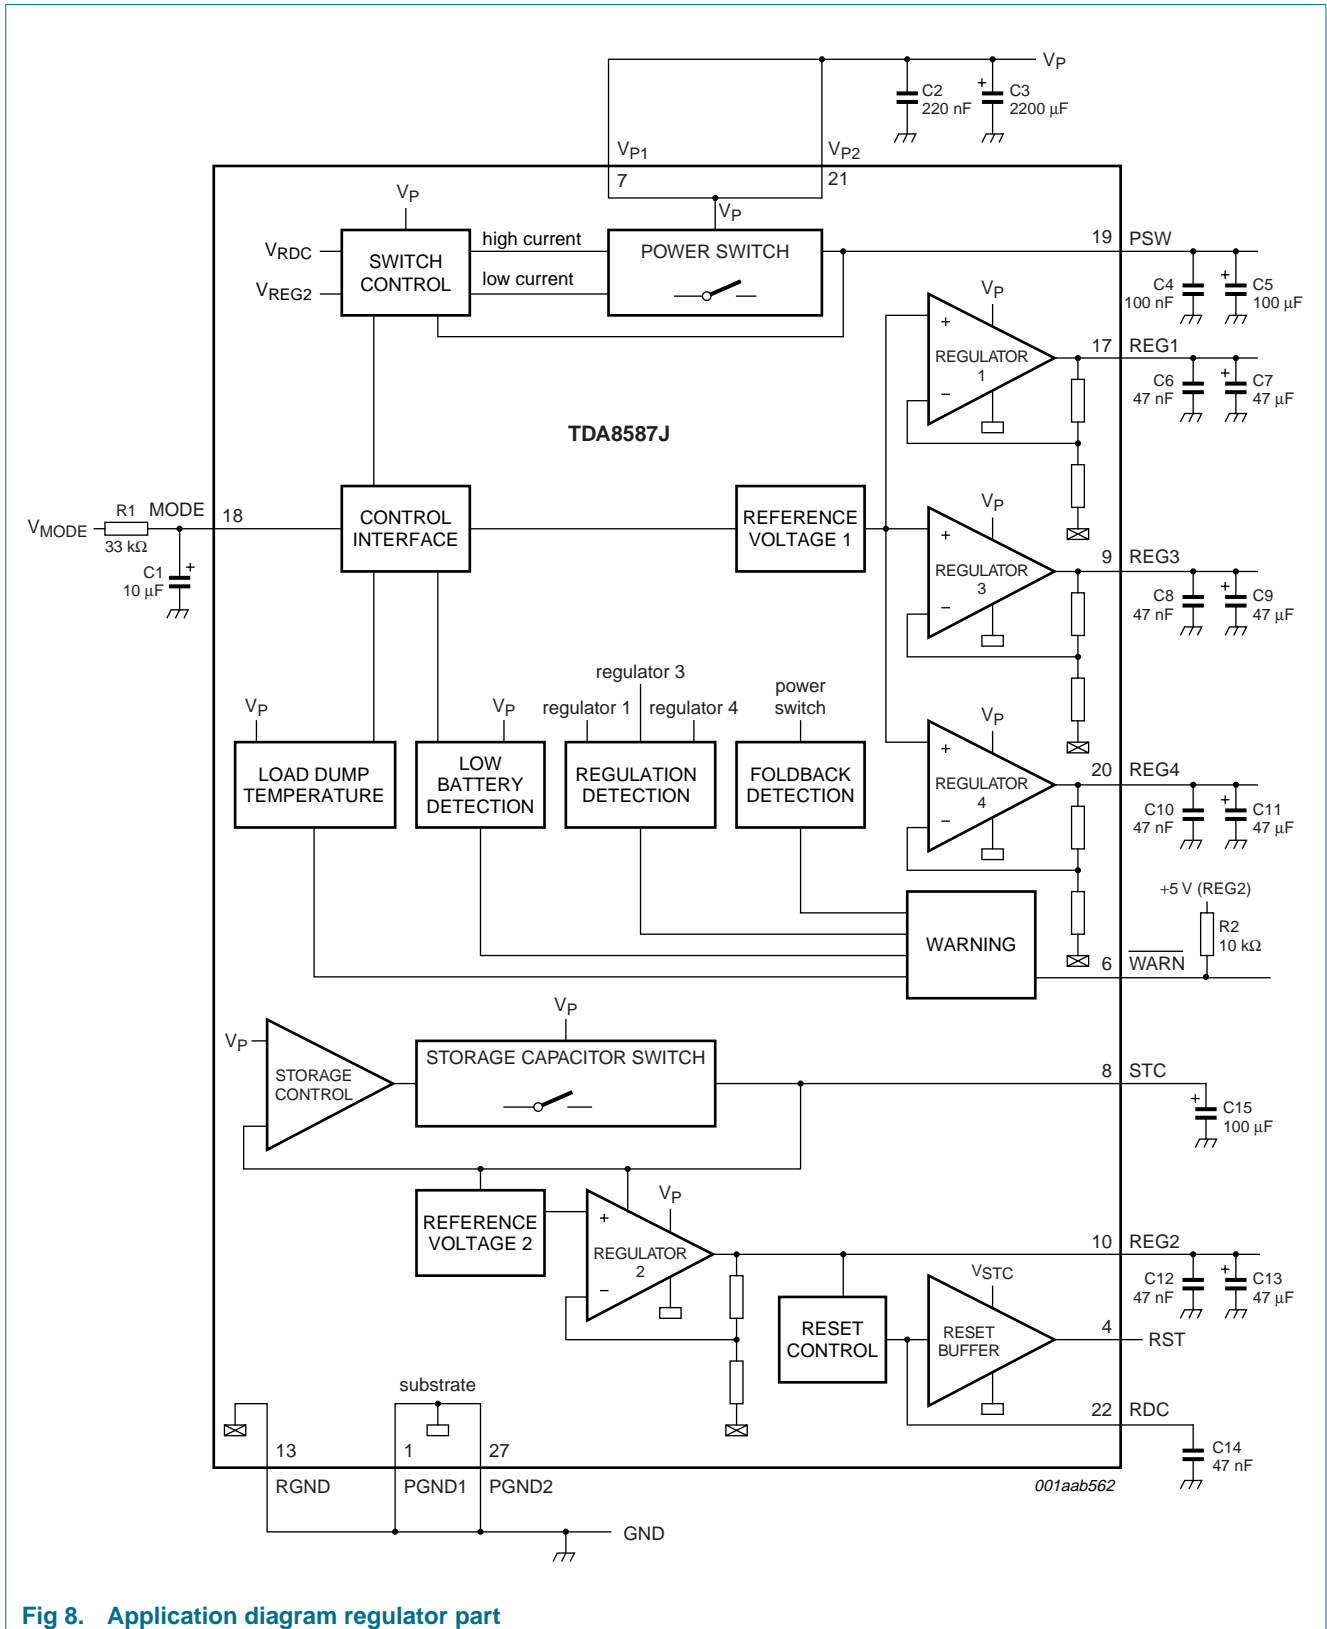 VP
C2
220 nF
+
C3
2200 μF
VP1
VP2
7
21
VP
VP
VRDC
VREG2
SWITCH
CONTROL
high current
low current
POWER SWITCH
19
PSW
C4
100 nF
+
C5
100 μF
VP
+
REGULATOR
1
−
17
REG1
C6
47 nF
+
C7
47 μF
TDA8587J
VMODE
R1
33 kΩ
MODE
18
C1
10 μF
+
CONTROL
INTERFACE
REFERENCE
VOLTAGE 1
VP
+
REGULATOR
3
−
9
REG3
C8
47 nF
+
C9
47 μF
VP
LOAD DUMP
TEMPERATURE
VP
LOW
BATTERY
DETECTION
regulator 3
regulator 1
regulator 4
REGULATION
DETECTION
power
switch
FOLDBACK
DETECTION
VP
+
REGULATOR
4
−
20
REG4
C10
47 nF
+
C11
47 μF
WARNING
+5 V (REG2)
R2
10 kΩ
6
WARN
VP
STORAGE
CONTROL
VP
STORAGE CAPACITOR SWITCH
8
STC
+
C15
100 μF
REFERENCE
VOLTAGE 2
VP
+
REGULATOR
2
−
10
REG2
C12
47 nF
+
C13
47 μF
RESET
CONTROL
VSTC
RESET
BUFFER
4
RST
22
RDC
C14
47 nF
substrate
13
1
27
RGND
PGND1
PGND2
GND
001aab562
Fig 8. Application diagram regulator part